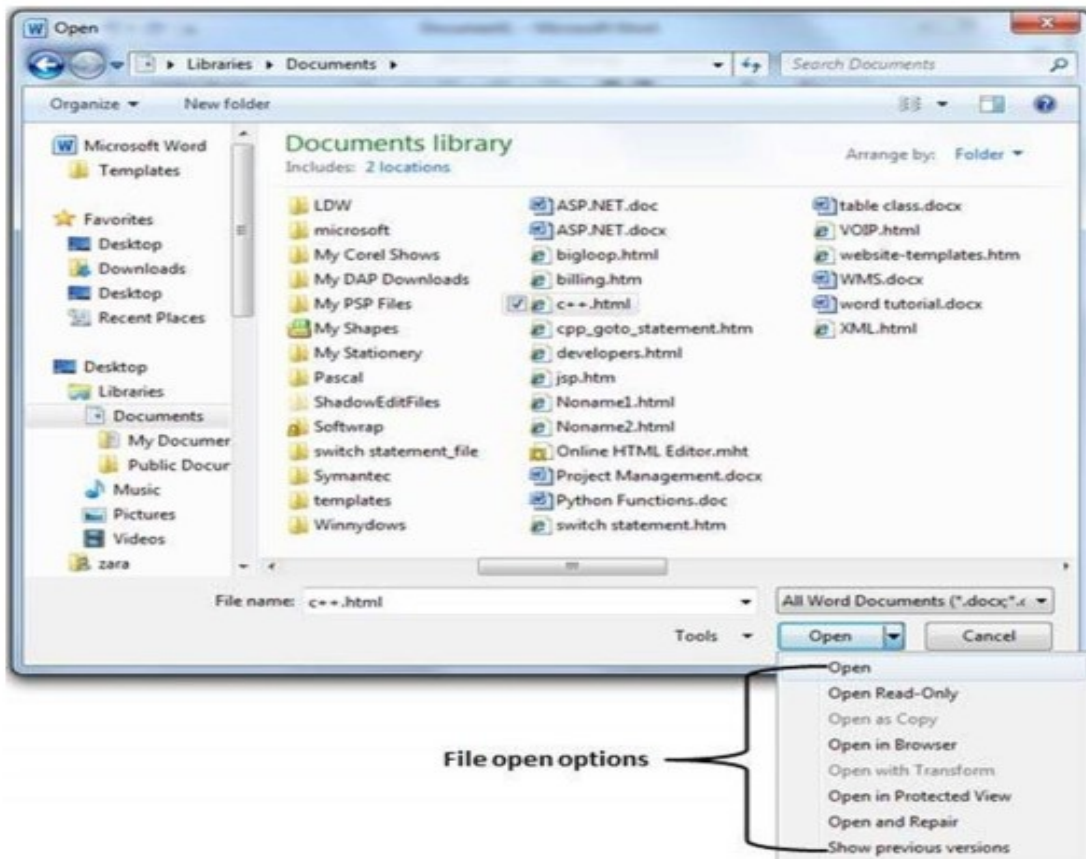 Open
Libraries Documents
Search Documents
Organize
New folder
Microsoft Word
Templates
Favorites
Desktop
Downloads
Desktop
Recent Places
Desktop
Libraries
Documents
My Documer
Public Docur
Music
Pictures
Videos
zara
Documents library
Includes: 2 locations
Arrange by: Folder
LDW
microsoft
My Corel Shows
My DAP Downloads
My PSP Files
My Shapes
My Stationery
Pascal
ShadowEditFiles
Softwrap
switch statement_file
Symantec
templates
Winnydows
ASP.NET.doc
ASP.NET.docx
bigloop.html
billing.htm
c++.html
cpp_goto_statement.htm
developers.html
jsp.htm
Noname1.html
Noname2.html
Online HTML Editor.mht
Project Management.docx
Python Functions.doc
switch statement.htm
table class.docx
VOIP.html
website-templates.htm
WMS.docx
word tutorial.docx
XML.html
File name: c++.html
All Word Documents (*.docx;*.d
Tools
Open
Cancel
File open options
Open
Open Read-Only
Open as Copy
Open in Browser
Open with Transform
Open in Protected View
Open and Repair
Show previous versions